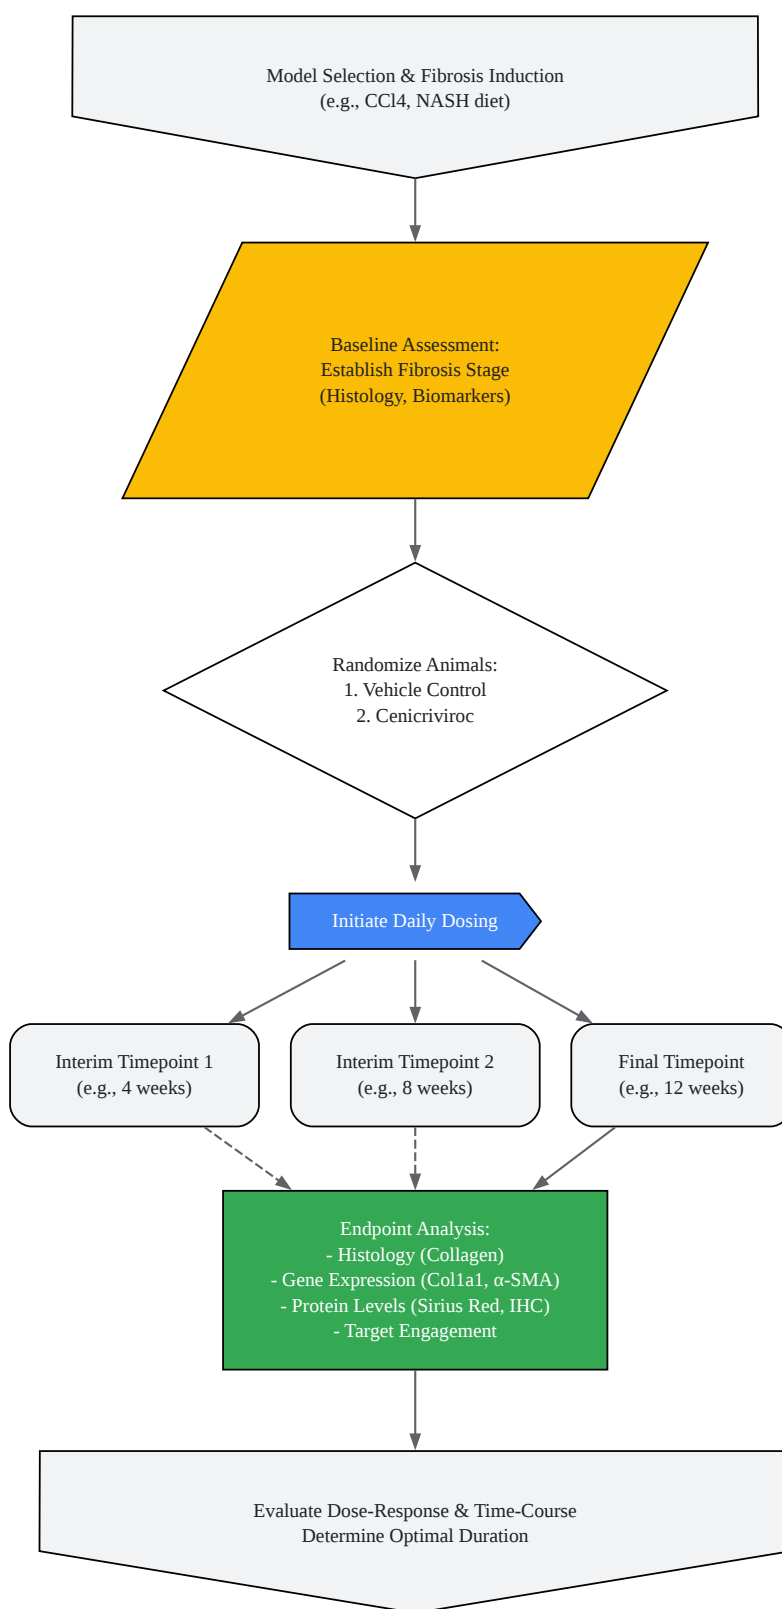 Model Selection & Fibrosis Induction
(e.g., CCl4, NASH diet)
Baseline Assessment:
Establish Fibrosis Stage
(Histology, Biomarkers)
Randomize Animals:
1. Vehicle Control
2. Cenicriviroc
Initiate Daily Dosing
Interim Timepoint 1
(e.g., 4 weeks)
Interim Timepoint 2
(e.g., 8 weeks)
Final Timepoint
(e.g., 12 weeks)
Endpoint Analysis:
- Histology (Collagen)
- Gene Expression (Col1a1, α-SMA)
- Protein Levels (Sirius Red, IHC)
- Target Engagement
Evaluate Dose-Response & Time-Course
Determine Optimal Duration